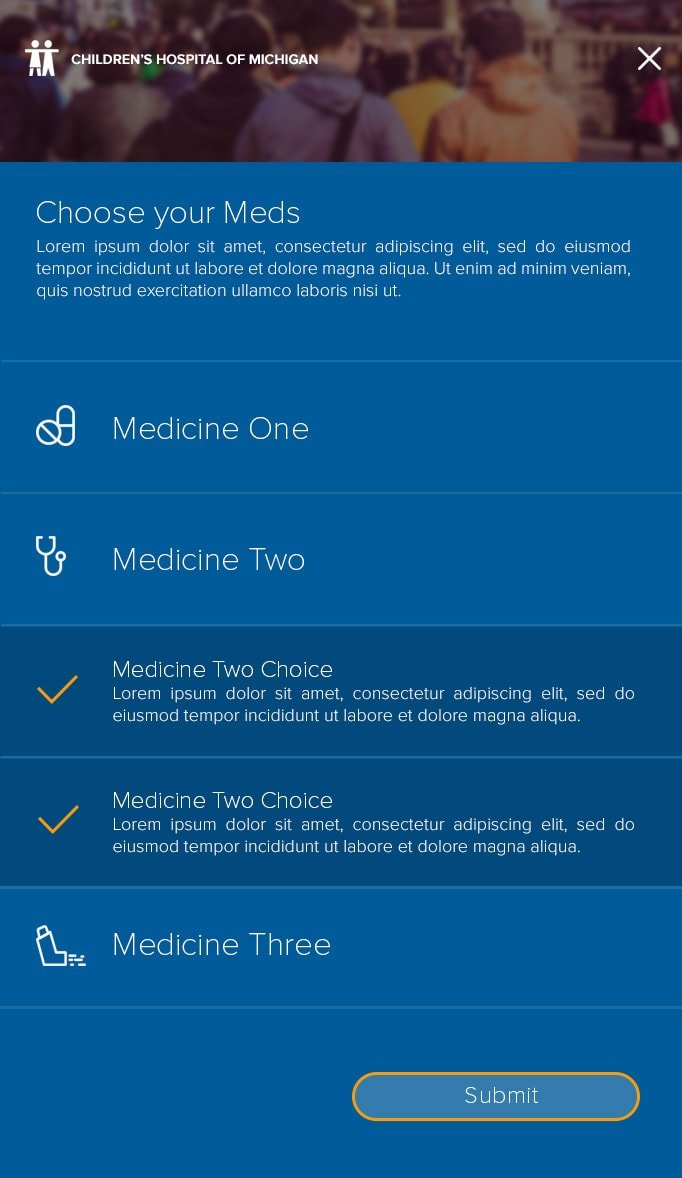 CHILDREN'S HOSPITAL OF MICHIGAN
Choose your Meds
Lorem ipsum dolor sit amet, consectetur adipiscing elit, sed do eiusmod
tempor incididunt ut labore et dolore magna aliqua. Ut enim ad minim veniam,
quis nostrud exercitation ullamco laboris nisi ut.
Medicine One
Medicine Two
Medicine Two Choice
Lorem ipsum dolor sit amet, consectetur adipiscing elit, sed do
eiusmod tempor incididunt ut labore et dolore magna aliqua.
Medicine Two Choice
Lorem ipsum dolor sit amet, consectetur adipiscing elit, sed do
eiusmod tempor incididunt ut labore et dolore magna aliqua.
Medicine Three
Submit